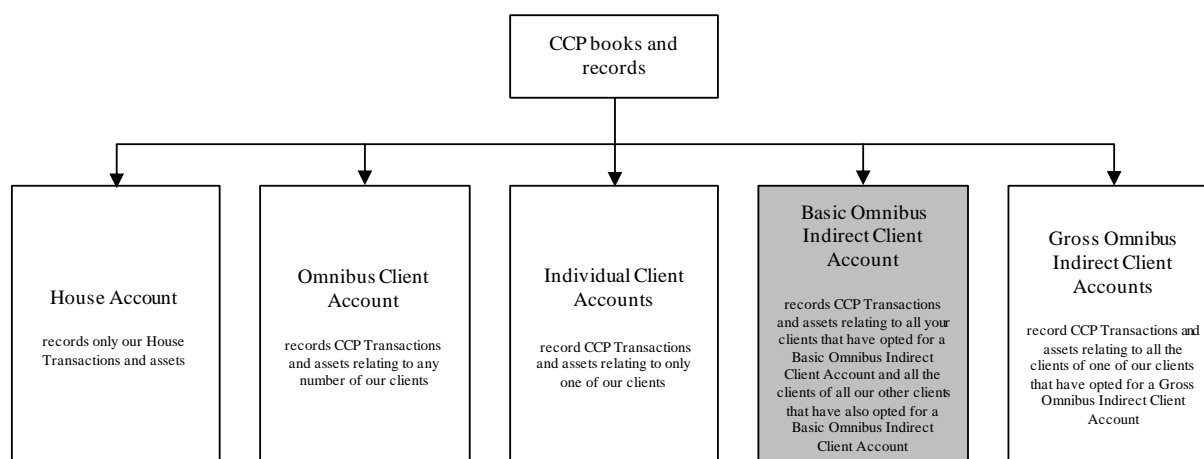 CCP books and
records
House Account
records only our House
Transactions and assets
Omnibus Client
Account
records CCP Transactions
and assets relating to any
number of our clients
Individual Client
Accounts
record CCP Transactions
and assets relating to only
one of our clients
Basic Omnibus
Indirect Client
Account
records CCP Transactions
and assets relating to all your
clients that have opted for a
Basic Omnibus Indirect
Client Account and all the
clients of all our other clients
that have also opted for a
Basic Omnibus Indirect
Client Account
Gross Omnibus
Indirect Client
Accounts
record CCP Transactions and
assets relating to all the
clients of one of our clients
that have opted for a Gross
Omnibus Indirect Client
Account